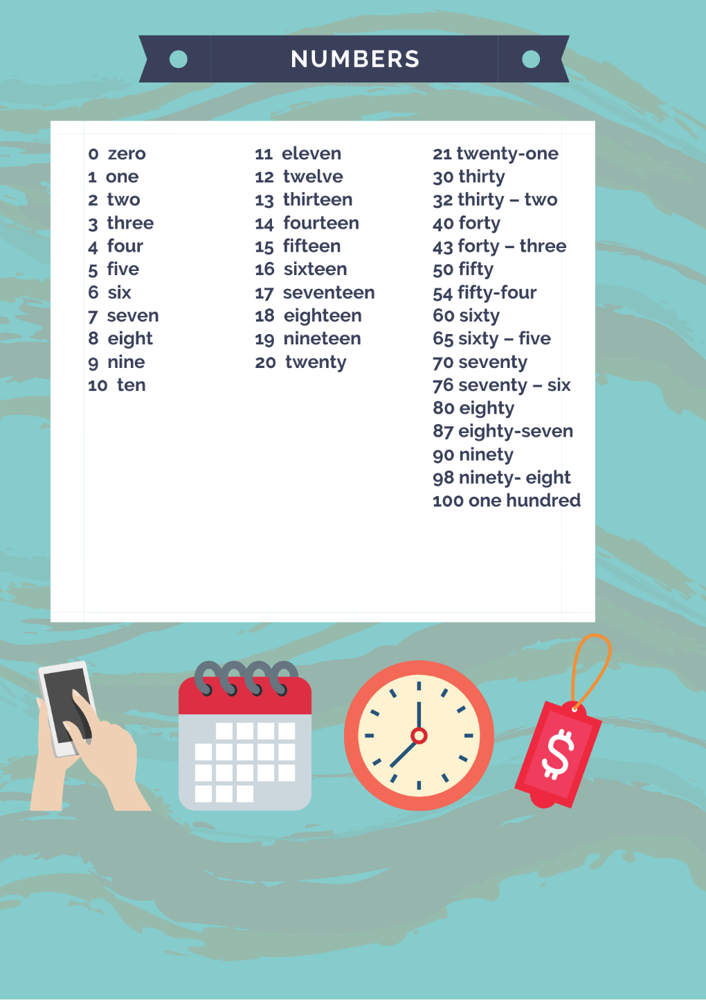 NUMBERS
0 zero
1 one
2 two
3 three
4 four
5 five
6 six
7 seven
8 eight
9 nine
10 ten
11 eleven
12 twelve
13 thirteen
14 fourteen
15 fifteen
16 sixteen
17 seventeen
18 eighteen
19 nineteen
20 twenty
21 twenty-one
30 thirty
32 thirty – two
40 forty
43 forty – three
50 fifty
54 fifty-four
60 sixty
65 sixty – five
70 seventy
76 seventy – six
80 eighty
87 eighty-seven
90 ninety
98 ninety- eight
100 one hundred
$